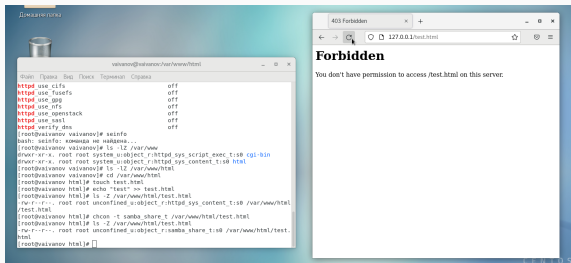 Домашняя папка
vaivanov@vaivanov:/var/www/html
Файл Правка Вид Поиск Терминал Справка
httpd_use_cifs off
httpd_use_fusefs off
httpd_use_gpg off
httpd_use_nfs off
httpd_use_openstack off
httpd_use_sasl off
httpd_verify_dns off
[root@vaivanov vaivanov]# seinfo
bash: seinfo: команда не найдена...
[root@vaivanov vaivanov]# ls -lZ /var/www
drwxr-xr-x. root root system_u:object_r:httpd_sys_script_exec_t:s0 cgi-bin
drwxr-xr-x. root root system_u:object_r:httpd_sys_content_t:s0 html
[root@vaivanov vaivanov]# ls -lZ /var/www/html
[root@vaivanov vaivanov]# cd /var/www/html
[root@vaivanov html]# touch test.html
[root@vaivanov html]# echo "test" >> test.html
[root@vaivanov html]# ls -Z /var/www/html/test.html
-rw-r--r--. root root unconfined_u:object_r:httpd_sys_content_t:s0 /var/www/html
/test.html
[root@vaivanov html]# chcon -t samba_share_t /var/www/html/test.html
[root@vaivanov html]# ls -Z /var/www/html/test.html
-rw-r--r--. root root unconfined_u:object_r:samba_share_t:s0 /var/www/html/test.
html
[root@vaivanov html]#
403 Forbidden
127.0.0.1/test.html
Forbidden
You don't have permission to access /test.html on this server.